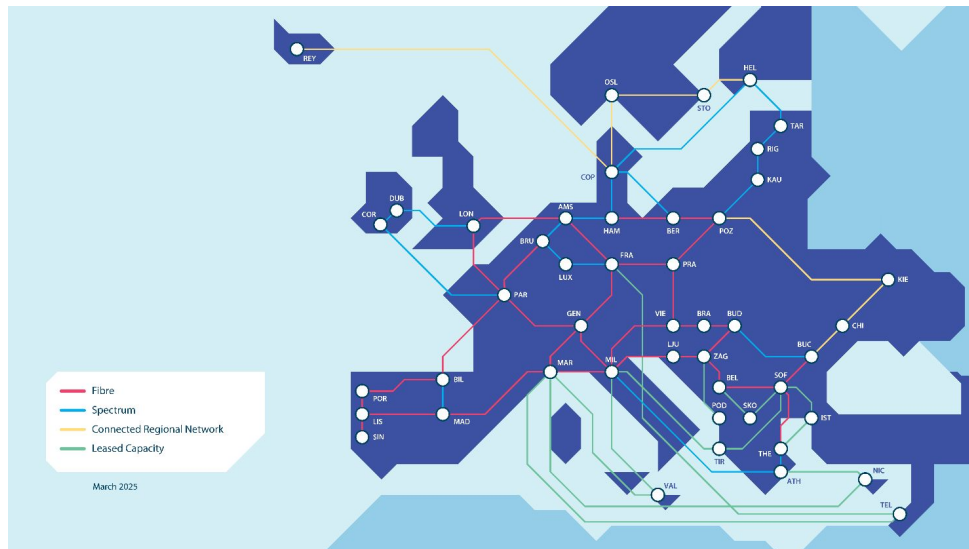 REY
OSL
HEL
STO
TAR
RIG
COP
KAU
DUB
COR
LON
AMS
HAM
BER
POZ
BRU
FRA
LUX
PRA
KIE
PAR
GEN
VIE
BRA
BUD
CHI
BUC
LJU
ZAG
MAR
MIL
BEL
SOF
BIL
POR
LIS
MAD
SIN
POD
SKO
IST
TIR
THE
ATH
NIC
VAL
TEL
Fibre
Spectrum
Connected Regional Network
Leased Capacity
March 2025